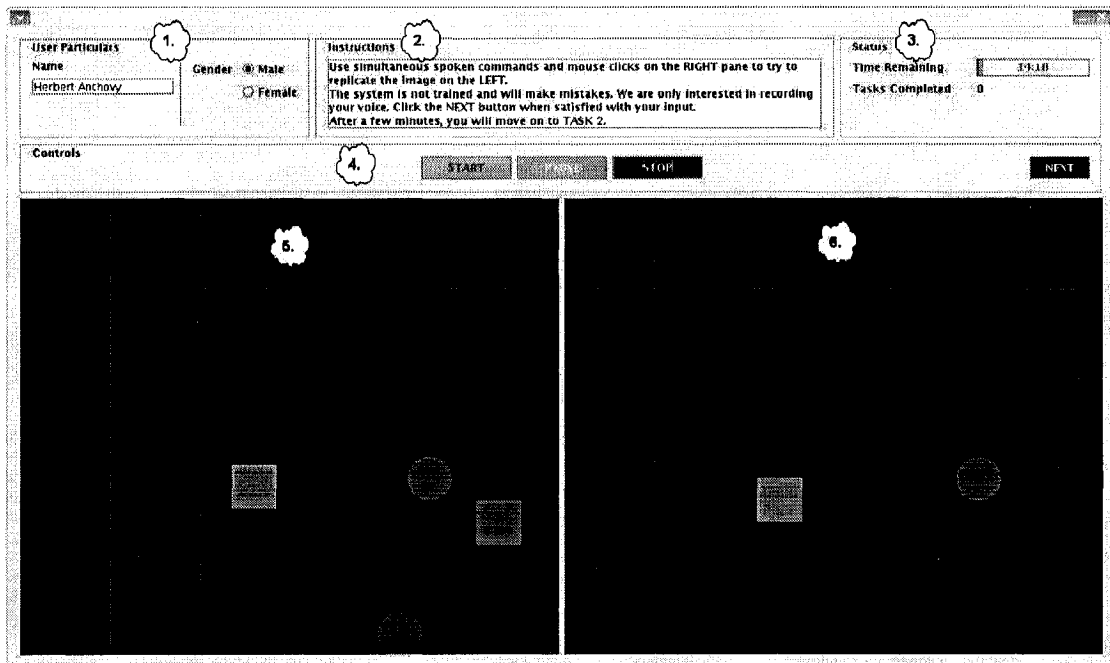 1.
2.
3.
User Particulars
Name
Herbert Anchovy
Gender
Male
Female
Instructions
Use simultaneous spoken commands and mouse clicks on the RIGHT pane to try to
replicate the image on the LEFT.
The system is not trained and will make mistakes. We are only interested in recording
your voice. Click the NEXT button when satisfied with your input.
After a few minutes, you will move on to TASK 2.
Status
Time Remaining
Tasks Completed 0
Controls
4.
START
STOP
NEXT
5.
6.